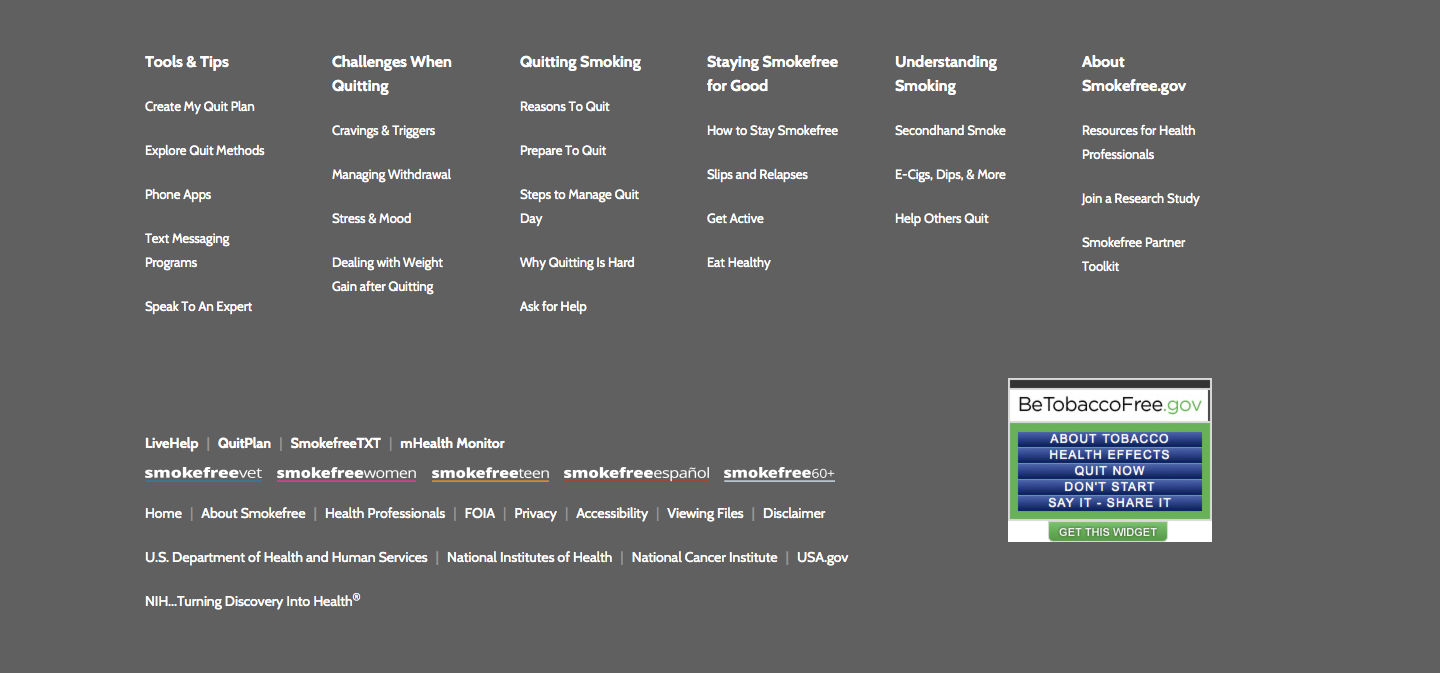 Tools & Tips
Create My Quit Plan
Explore Quit Methods
Phone Apps
Text Messaging
Programs
Speak To An Expert
Challenges When
Quitting
Cravings & Triggers
Managing Withdrawal
Stress & Mood
Dealing with Weight
Gain after Quitting
Quitting Smoking
Reasons To Quit
Prepare To Quit
Steps to Manage Quit
Day
Why Quitting Is Hard
Ask for Help
Staying Smokefree
for Good
How to Stay Smokefree
Slips and Relapses
Get Active
Eat Healthy
Understanding
Smoking
Secondhand Smoke
E-Cigs, Dips, & More
Help Others Quit
About
Smokefree.gov
Resources for Health
Professionals
Join a Research Study
Smokefree Partner
Toolkit
LiveHelp | QuitPlan | SmokefreeTXT | mHealth Monitor
smokefreevet smokefreewomen smokefreeteen smokefreeespañol smokefree60+
Home | About Smokefree | Health Professionals | FOIA | Privacy | Accessibility | Viewing Files | Disclaimer
U.S. Department of Health and Human Services | National Institutes of Health | National Cancer Institute | USA.gov
NIH...Turning Discovery Into Health®
BeTobaccoFree.gov
ABOUT TOBACCO
HEALTH EFFECTS
QUIT NOW
DON'T START
SAY IT - SHARE IT
GET THIS WIDGET